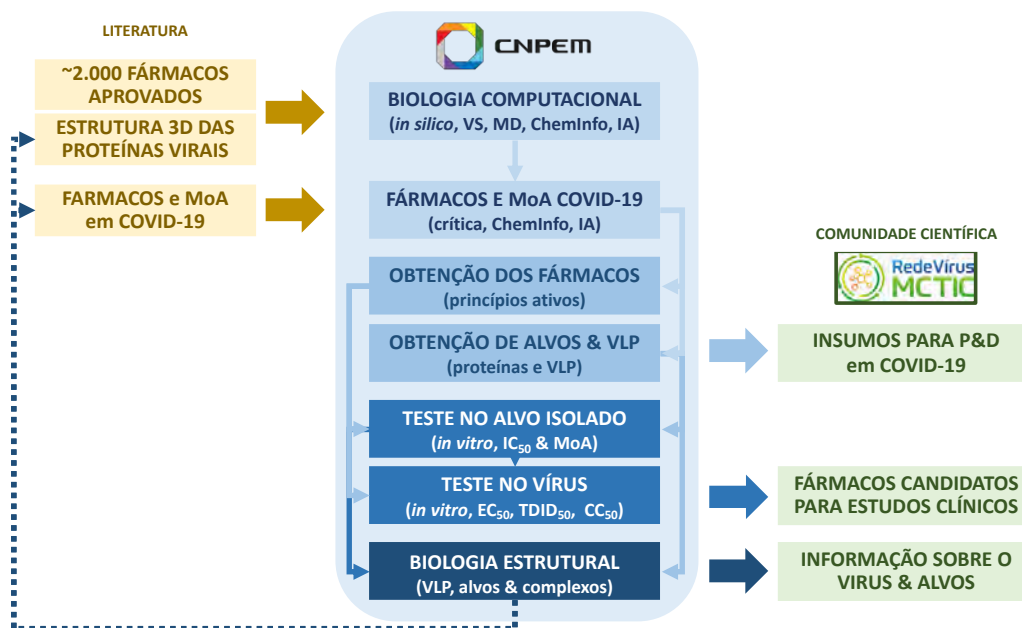 LITERATURA
~2.000 FÁRMACOS
APROVADOS
ESTRUTURA 3D DAS
PROTEÍNAS VIRAIS
FARMACOS e MoA
em COVID-19
CNPEM
BIOLOGIA COMPUTACIONAL
(in silico, VS, MD, ChemInfo, IA)
FÁRMACOS E MoA COVID-19
(crítica, ChemInfo, IA)
OBTENÇÃO DOS FÁRMACOS
(princípios ativos)
OBTENÇÃO DE ALVOS & VLP
(proteínas e VLP)
TESTE NO ALVO ISOLADO
(in vitro, IC50 & MoA)
TESTE NO VÍRUS
(in vitro, EC50, TDID50, CC50)
BIOLOGIA ESTRUTURAL
(VLP, alvos & complexos)
COMUNIDADE CIENTÍFICA
RedeVírus
MCTIC
INSUMOS PARA P&D
em COVID-19
FÁRMACOS CANDIDATOS
PARA ESTUDOS CLÍNICOS
INFORMAÇÃO SOBRE O
VIRUS & ALVOS